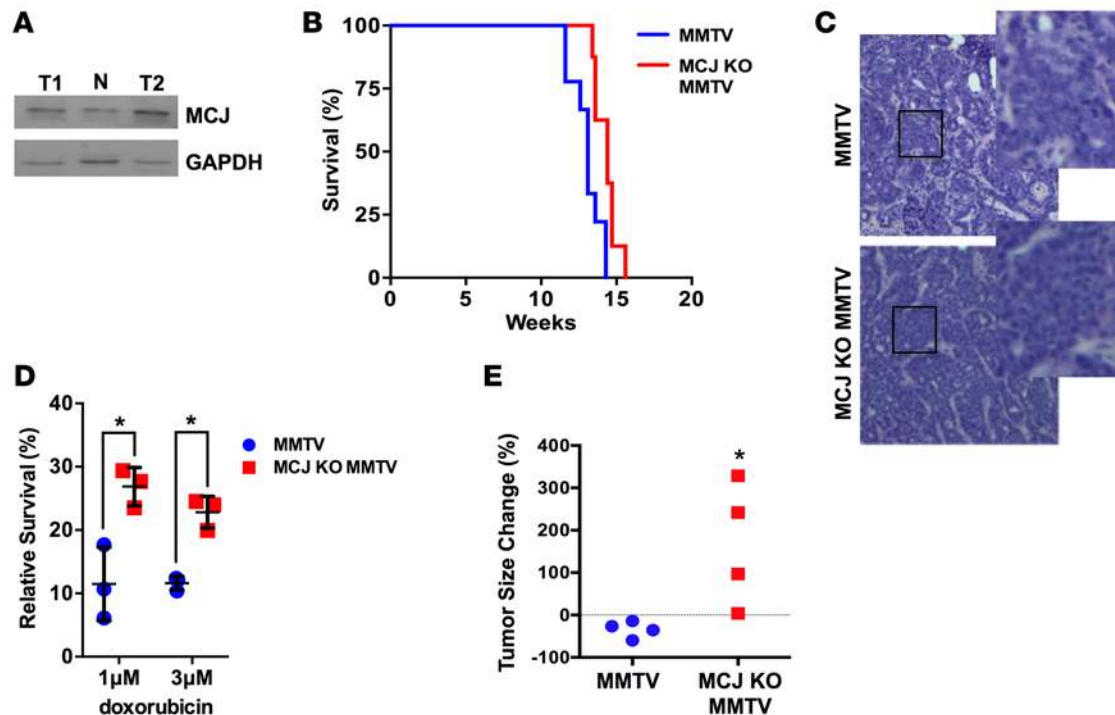 A
T1 N T2
MCJ
GAPDH
B
Survival (%)
100
75
50
25
0
0 5 10 15 20
Weeks
MMTV
MCJ KO
MMTV
C
MMTV
MCJ KO MMTV
D
Relative Survival (%)
40
30
20
10
0
* *
1µM 3µM
doxorubicin
MMTV
MCJ KO MMTV
E
Tumor Size Change (%)
400
300
200
100
0
-100
*
MMTV MCJ KO
MMTV